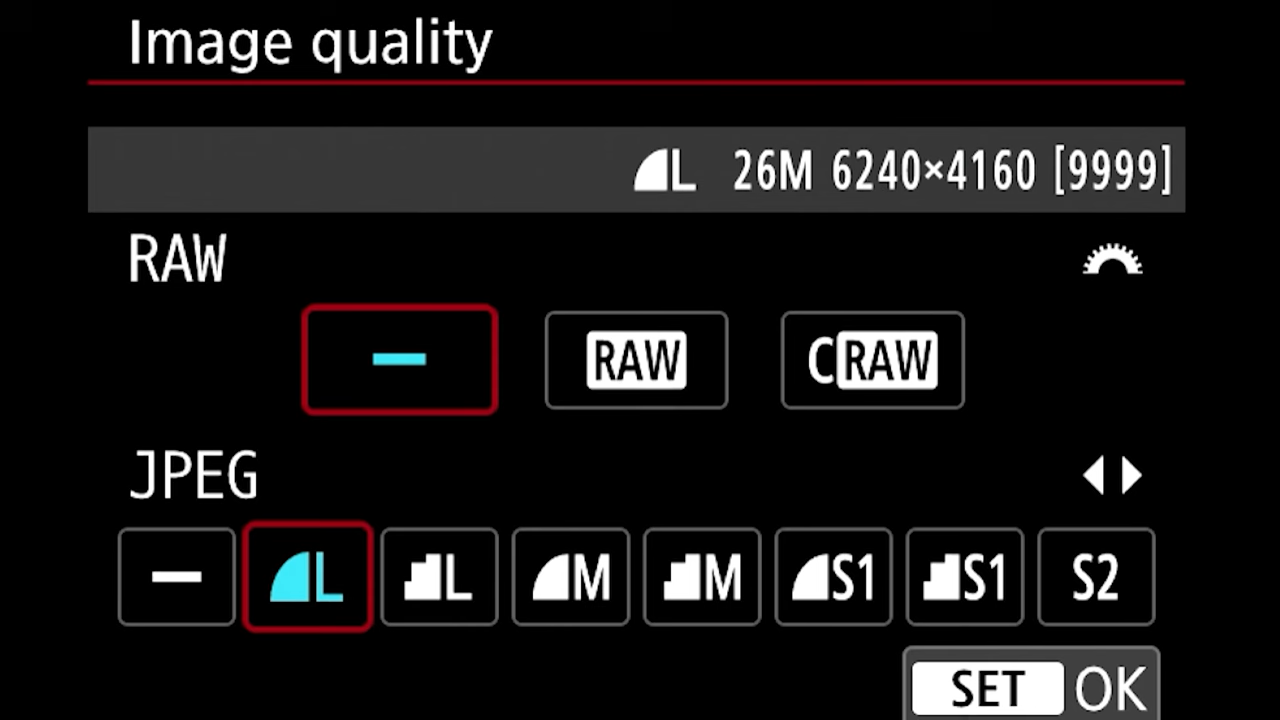 Image quality
L 26M 6240×4160 [9999]
RAW
— RAW CRAW
JPEG
— L L M M S1 S1 S2
SET OK